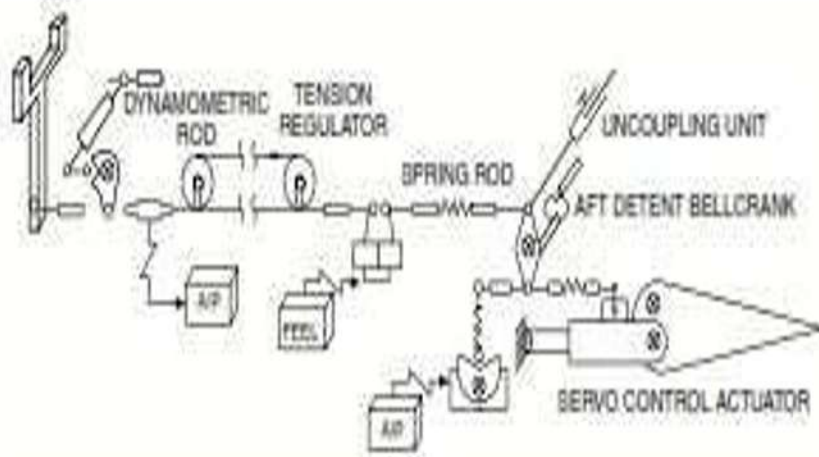 DYNAMOMETRIC
ROD
TENSION
REGULATOR
UNCOUPLING UNIT
SPRING ROD
AFT DETENT BELLCRANK
A/P
FEEL
A/P
SERVO CONTROL ACTUATOR